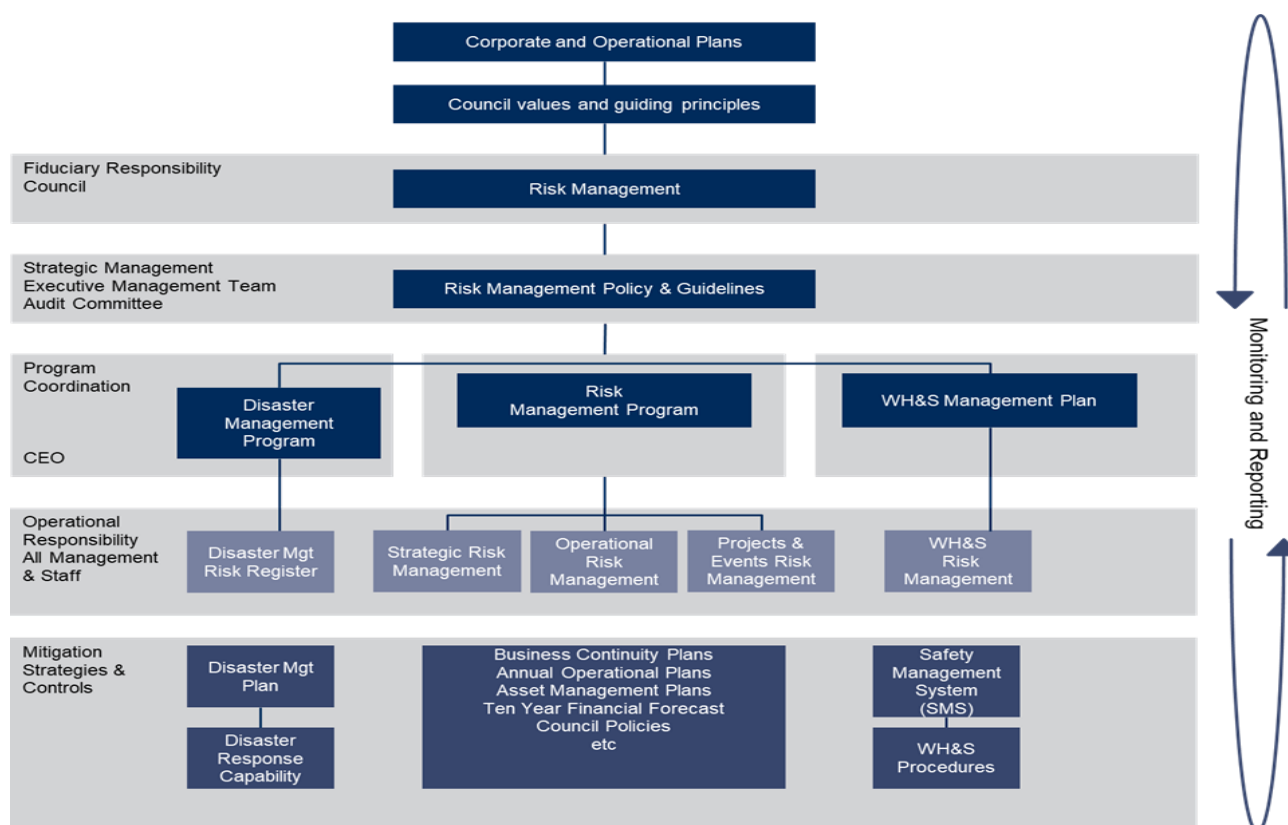 Corporate and Operational Plans
Council values and guiding principles
Fiduciary Responsibility
Council
Risk Management
Strategic Management
Executive Management Team
Audit Committee
Risk Management Policy & Guidelines
Program
Coordination
CEO
Disaster
Management
Program
Risk
Management Program
WH&S Management Plan
Operational
Responsibility
All Management
& Staff
Disaster Mgt
Risk Register
Strategic Risk
Management
Operational
Risk
Management
Projects &
Events Risk
Management
WH&S
Risk
Management
Mitigation
Strategies &
Controls
Disaster Mgt
Plan
Disaster
Response
Capability
Business Continuity Plans
Annual Operational Plans
Asset Management Plans
Ten Year Financial Forecast
Council Policies
etc
Safety
Management
System
(SMS)
WH&S
Procedures
Monitoring and Reporting